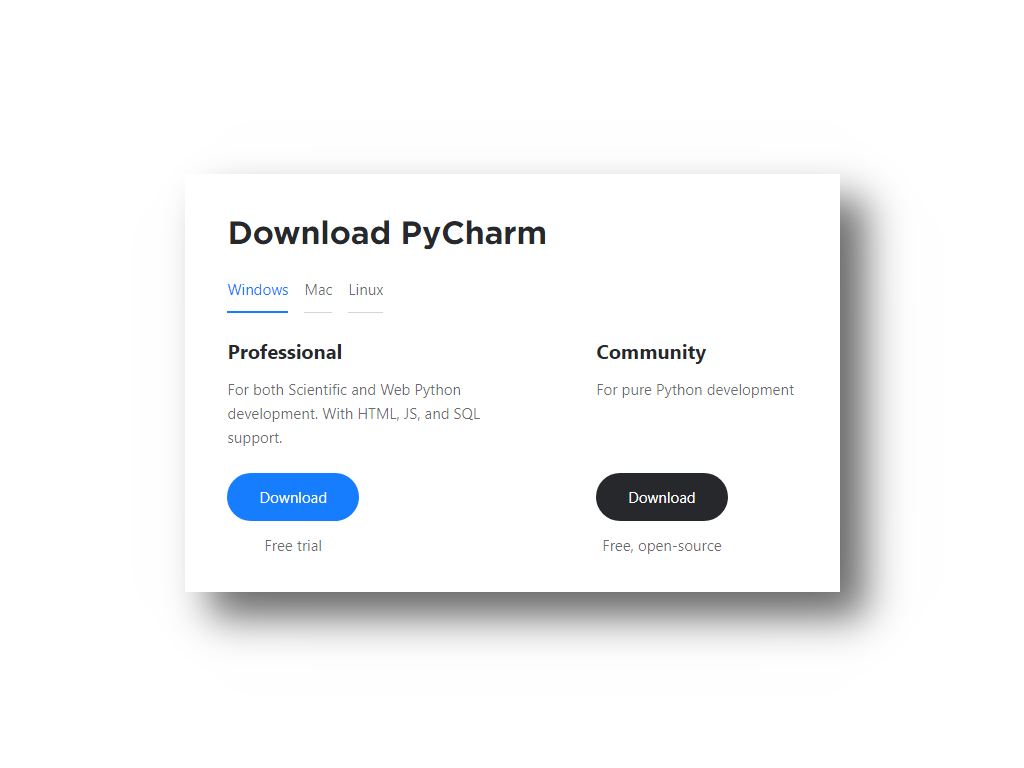 Download PyCharm
Windows Mac Linux
Professional
For both Scientific and Web Python
development. With HTML, JS, and SQL
support.
Download
Free trial
Community
For pure Python development
Download
Free, open-source